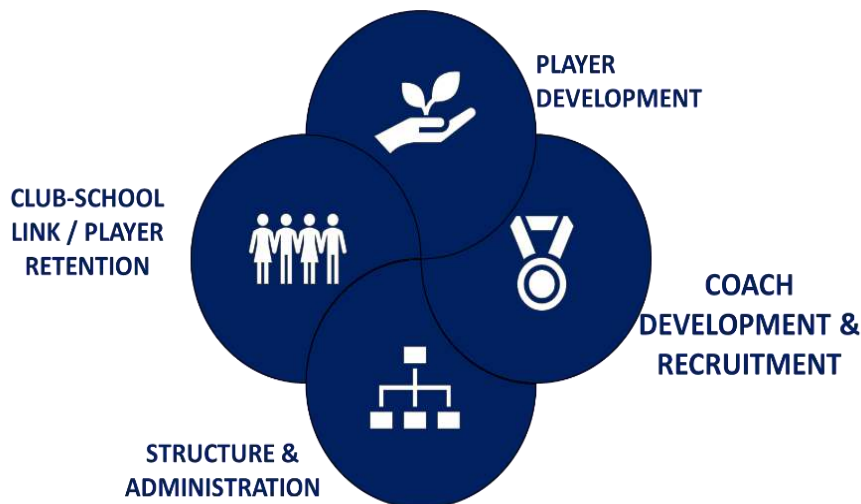 PLAYER
DEVELOPMENT
CLUB-SCHOOL
LINK / PLAYER
RETENTION
COACH
DEVELOPMENT &
RECRUITMENT
STRUCTURE &
ADMINISTRATION